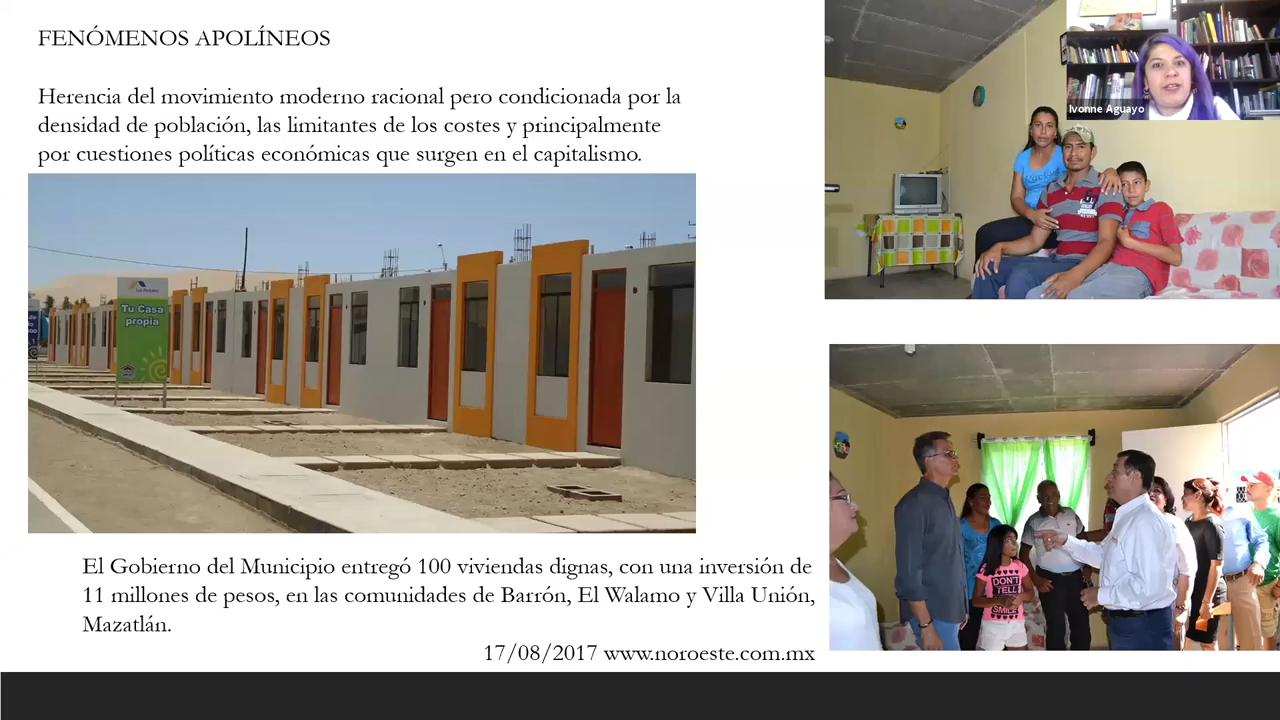 FENÓMENOS APOLÍNEOS
Herencia del movimiento moderno racional pero condicionada por la
densidad de población, las limitantes de los costes y principalmente
por cuestiones políticas económicas que surgen en el capitalismo.
Ivonne Aguayo
Tu Casa
propia
DON'T
TELL
SMILE
El Gobierno del Municipio entregó 100 viviendas dignas, con una inversión de
11 millones de pesos, en las comunidades de Barrón, El Walamo y Villa Unión,
Mazatlán.
17/08/2017 www.noroeste.com.mx